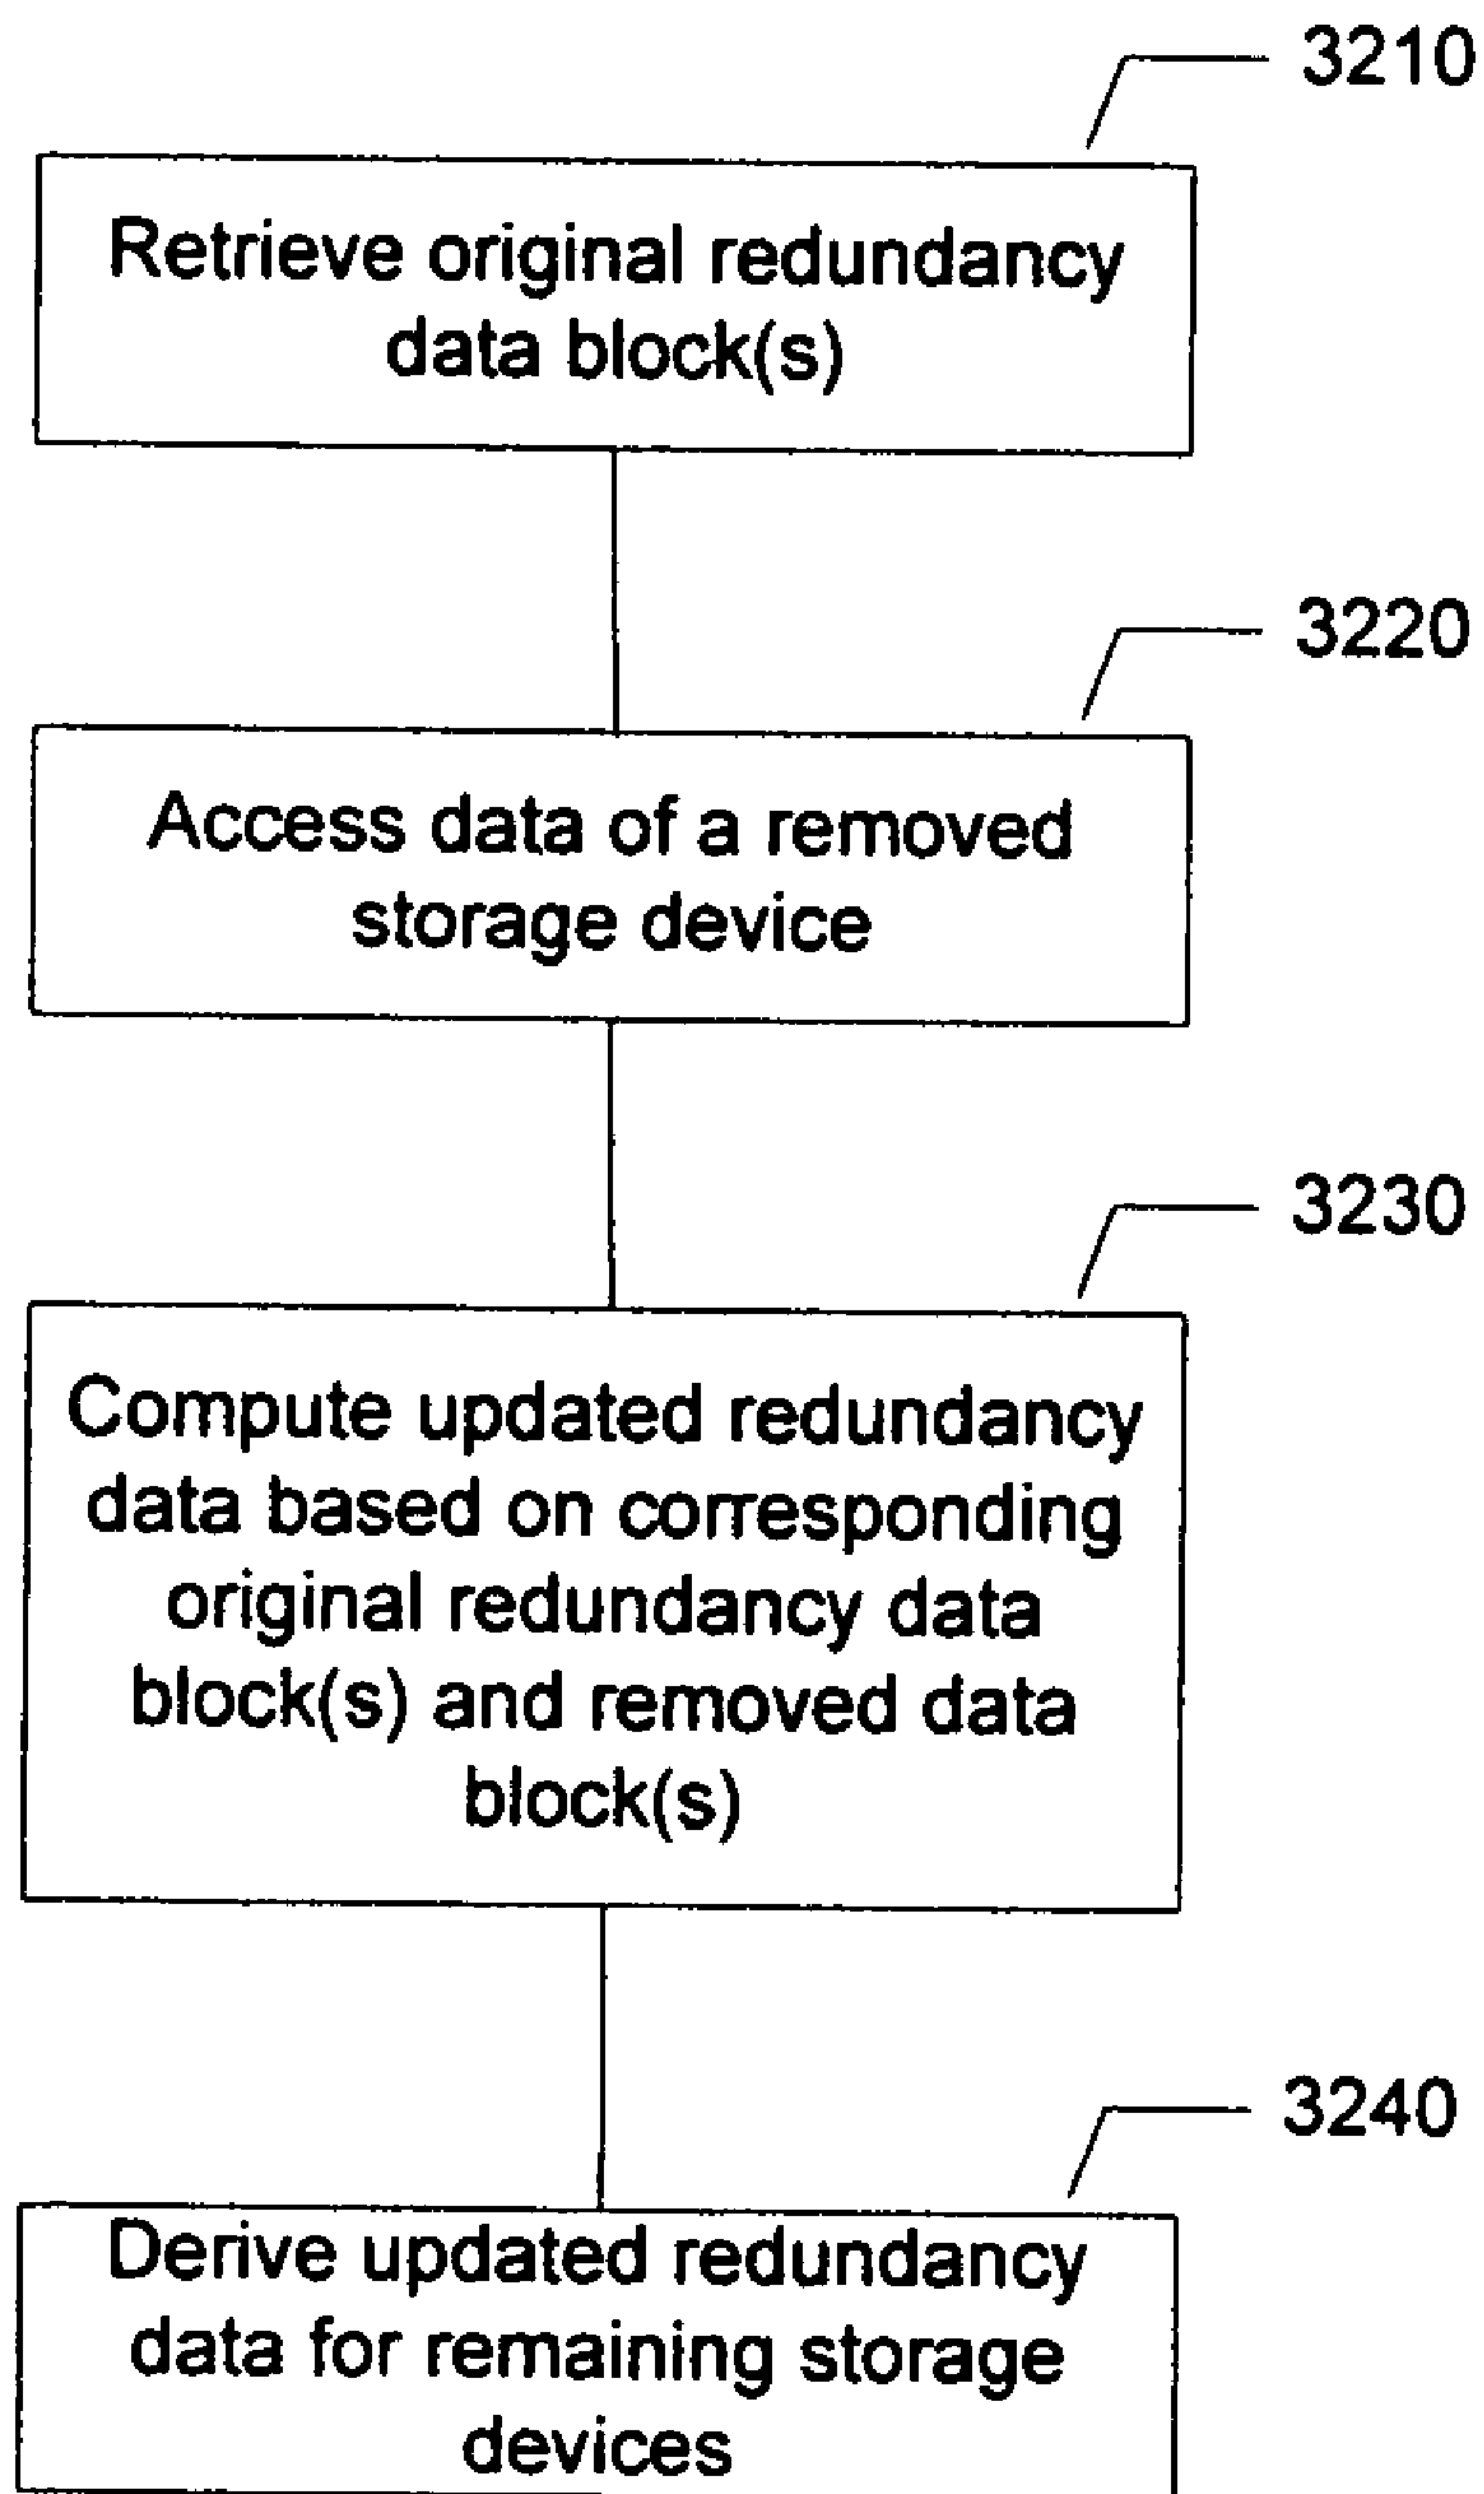 3210
Retrieve original redundancy
data block(s)
3220
Access data of a removed
storage device
3230
Compute updated redundancy
data based on corresponding
original redundancy data
block(s) and removed data
block(s)
3240
Derive updated redundancy
data for remaining storage
devices